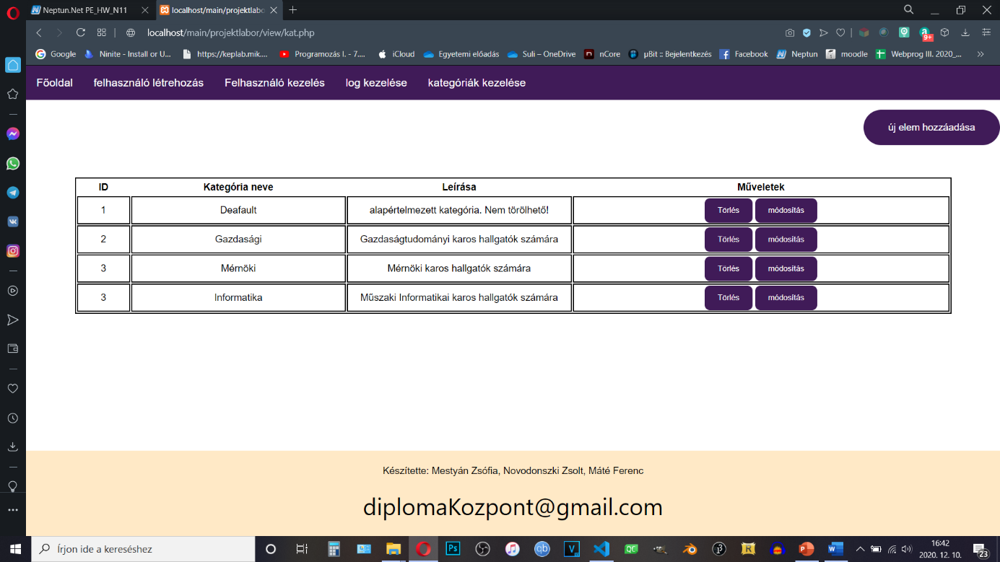 Neptun.Net PE_HW_N11
localhost/main/projektlabo
localhost/main/projektlabor/view/kat.php
9+
Google
Ninite - Install or U...
https://keplab.mik....
Programozás I. - 7....
iCloud
Egyetemi előadás
Suli – OneDrive
n nCore
µBit :: Bejelentkezés
Facebook
Neptun
moodle
Webprog III. 2020_...
Főoldal felhasználó létrehozás Felhasználó kezelés log kezelése kategóriák kezelése
új elem hozzáadása
ID Kategória neve Leírása Műveletek
1 Deafault alapértelmezett kategória. Nem törölhető! Törlés módosítás
2 Gazdasági Gazdaságtudományi karos hallgatók számára Törlés módosítás
3 Mérnöki Mérnöki karos hallgatók számára Törlés módosítás
3 Informatika Műszaki Informatikai karos hallgatók számára Törlés módosítás
Készítette: Mestyán Zsófia, Novodonszki Zsolt, Máté Ferenc
diplomaKozpont@gmail.com
Írjon ide a kereséshez
16:42
2020. 12. 10.
23